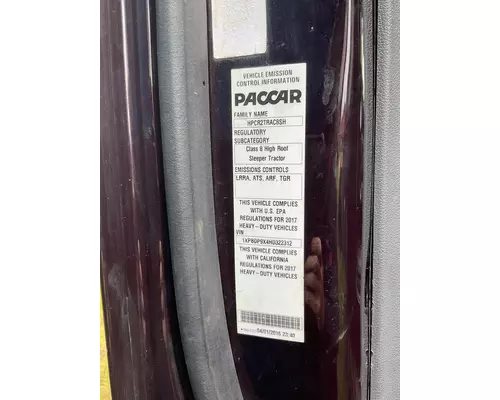 VEHICLE EMISSION
CONTROL INFORMATION
PACCAR
FAMILY NAME
HPCR2TRAC8SH
REGULATORY
SUBCATEGORY
Class 8 High Roof
Sleeper Tractor
EMISSIONS CONTROLS
LRRA, ATS, ARF, TGR
THIS VEHICLE COMPLIES
WITH U.S. EPA
REGULATIONS FOR 2017
HEAVY-DUTY VEHICLES
VIN
THIS VEHICLE COMPLIES
WITH CALIFORNIA
REGULATIONS FOR 2017
HEAVY-DUTY VEHICLES